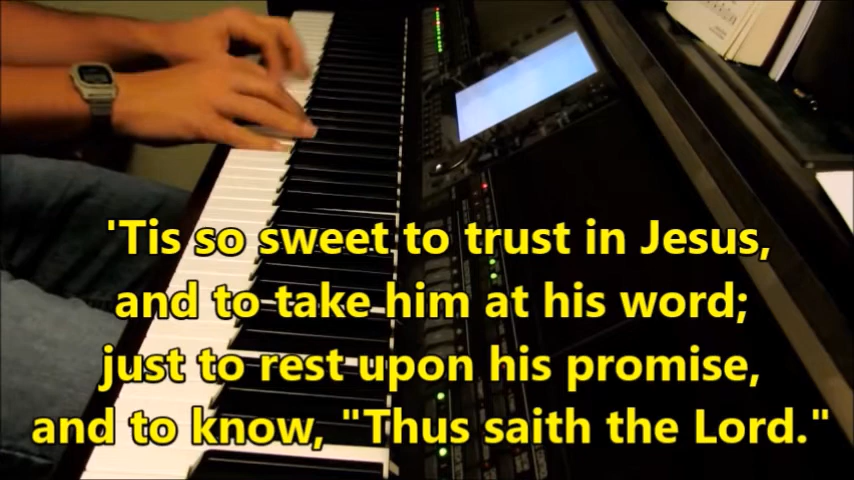 'Tis so sweet to trust in Jesus,
and to take him at his word;
just to rest upon his promise,
and to know, "Thus saith the Lord."